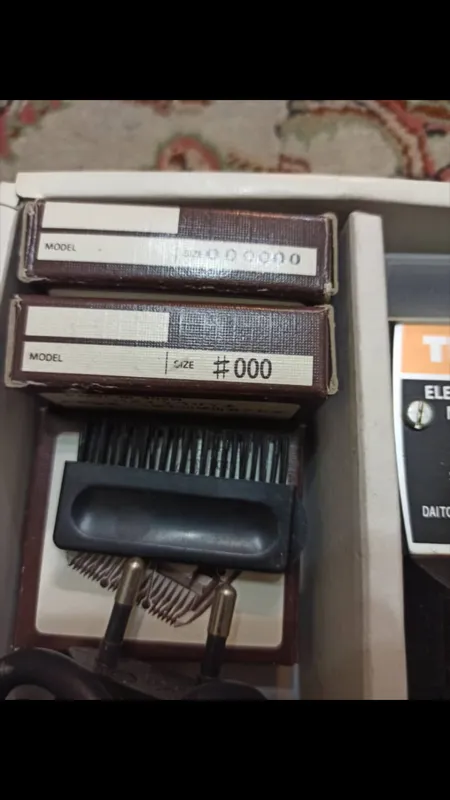 MODEL SIZE 000000
MODEL SIZE #000
T
ELE
DAITO